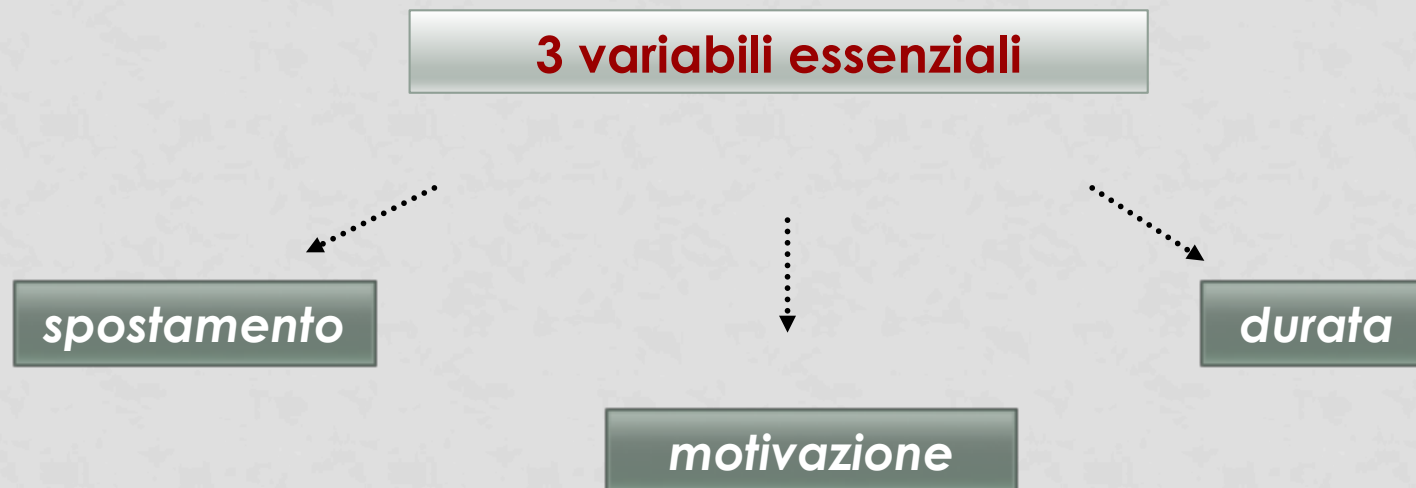 3 variabili essenziali
spostamento
durata
motivazione